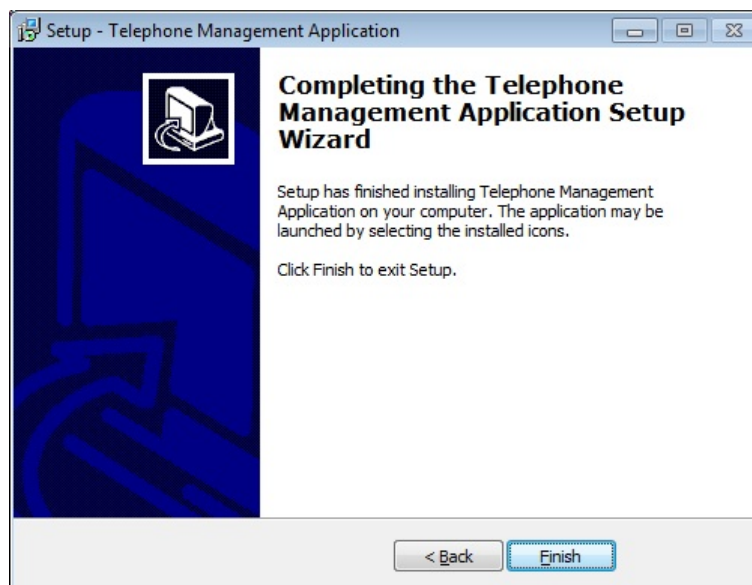 Setup - Telephone Management Application
Completing the Telephone
Management Application Setup
Wizard
Setup has finished installing Telephone Management
Application on your computer. The application may be
launched by selecting the installed icons.
Click Finish to exit Setup.
< Back
Finish